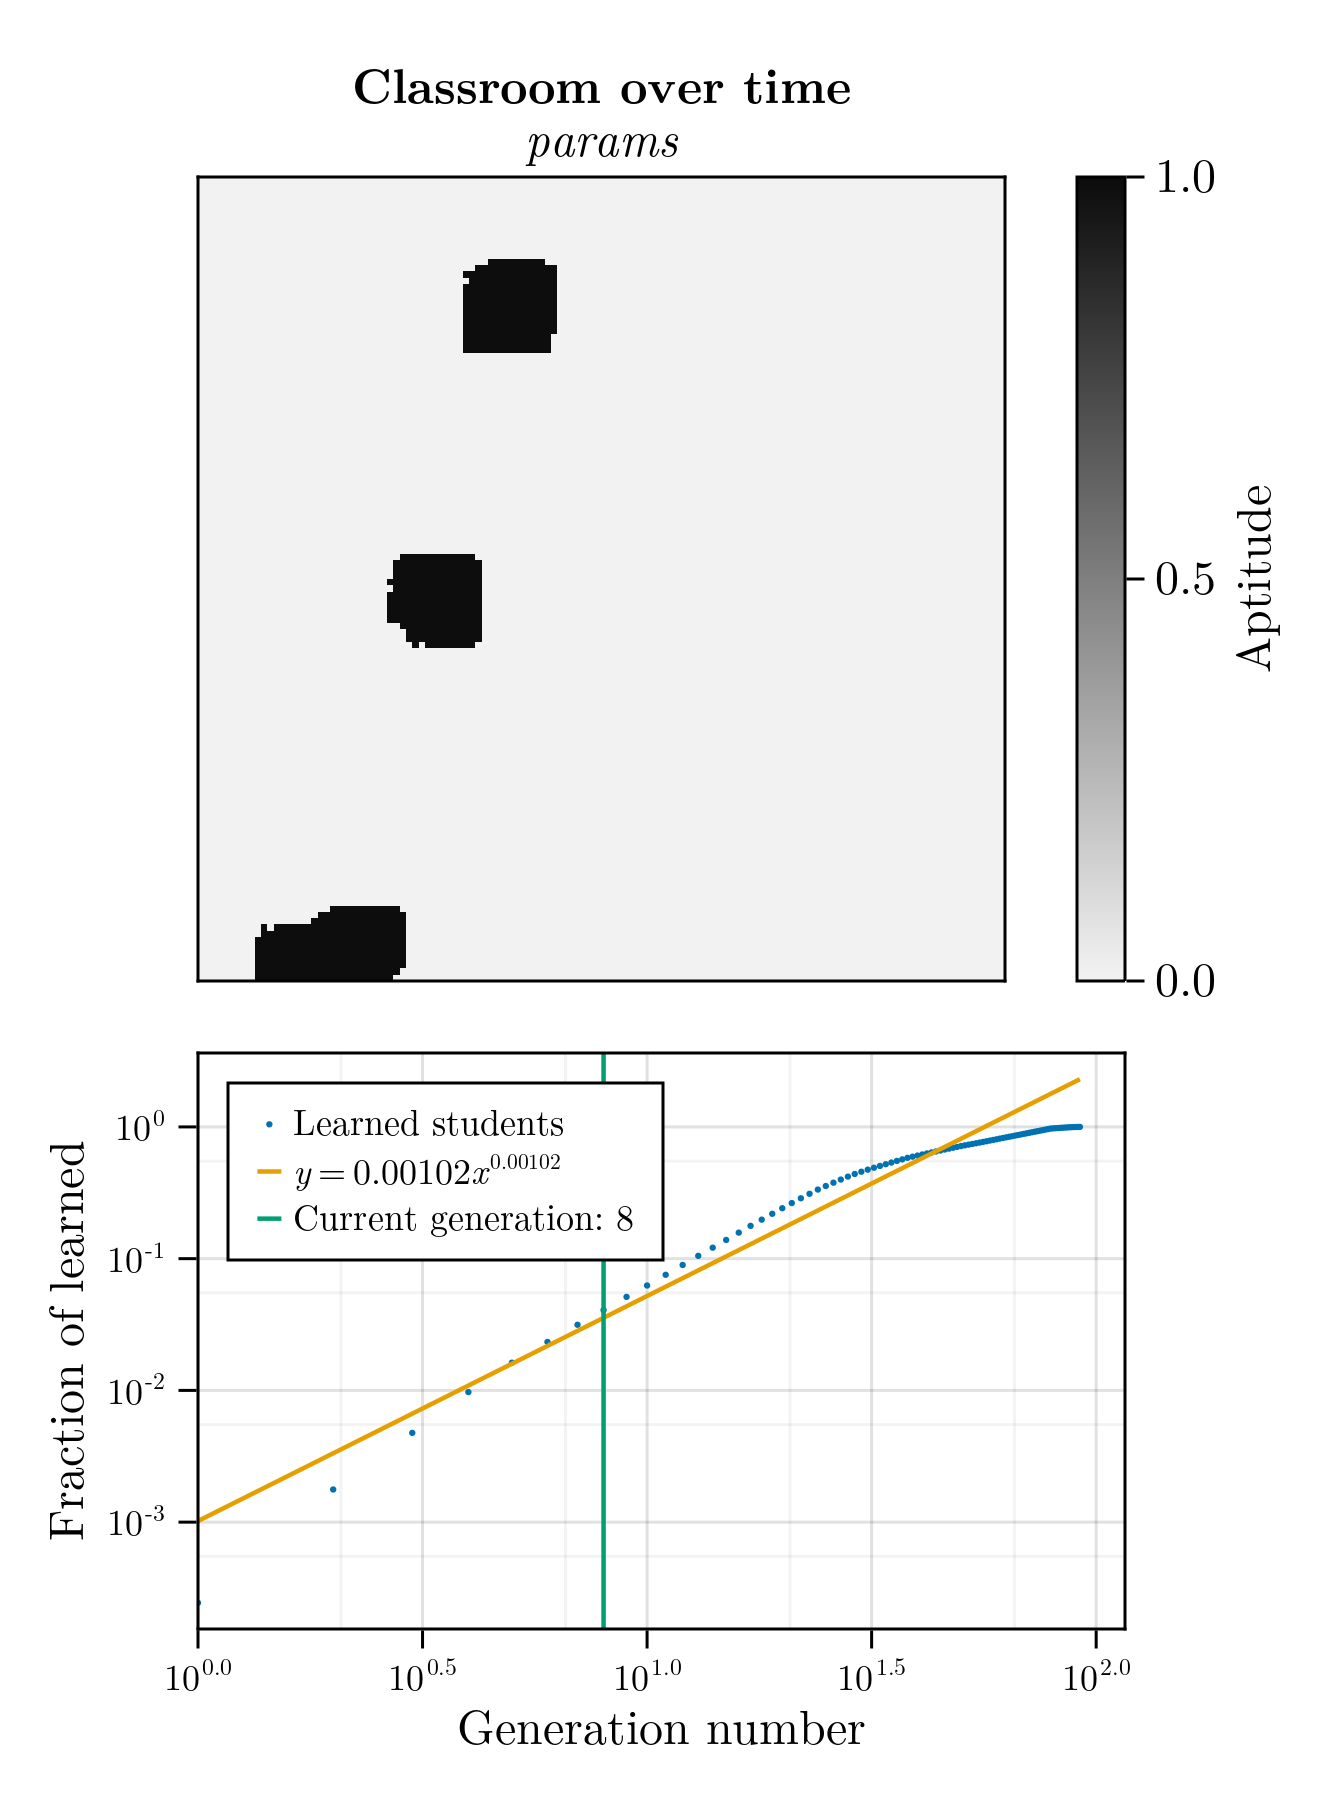 Classroom over time
params
1.0
0.5
0.0
Aptitude
Learned students
y = 0.00102x^0.00102
Current generation: 8
10^0
10^-1
10^-2
10^-3
Fraction of learned
10^0.0 10^0.5 10^1.0 10^1.5 10^2.0
Generation number